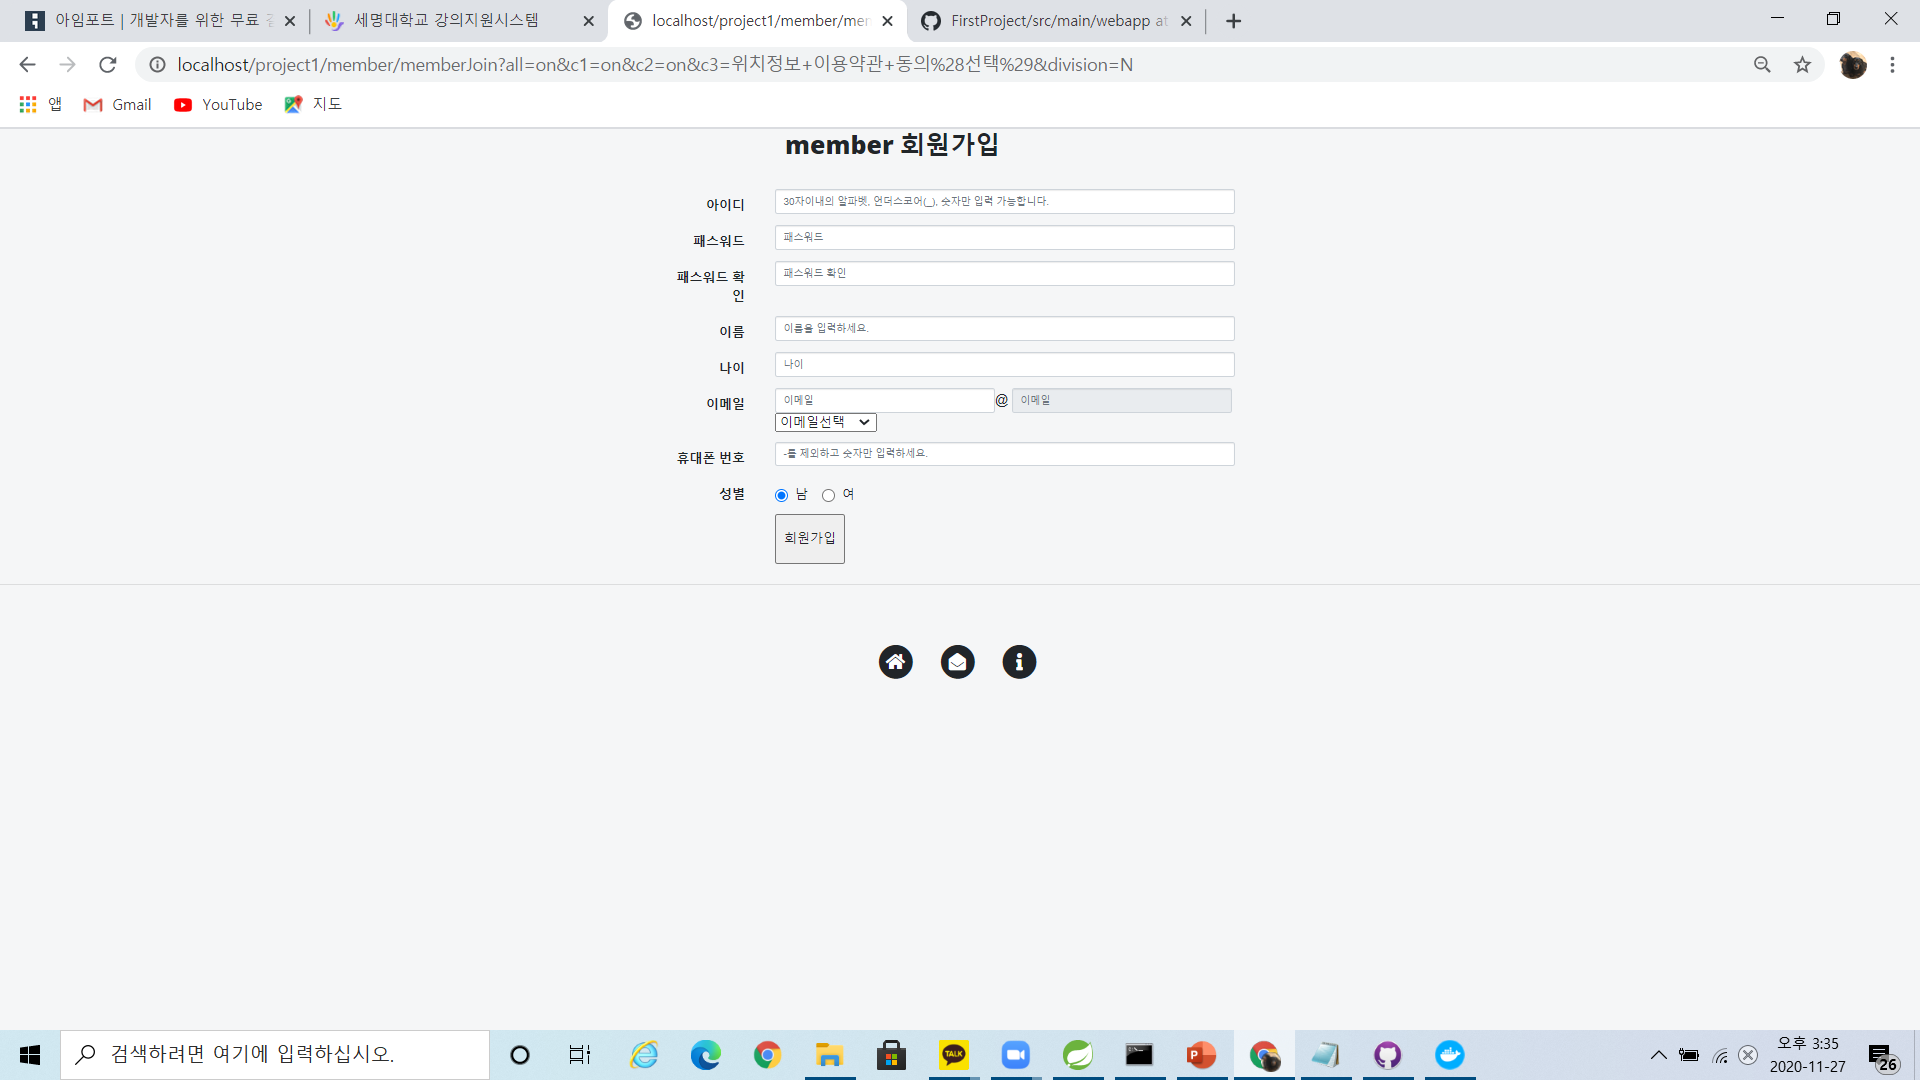 아임포트 | 개발자를 위한 무료
세명대학교 강의지원시스템
localhost/project1/member/mem
FirstProject/src/main/webapp at
localhost/project1/member/memberJoin?all=on&c1=on&c2=on&c3=위치정보+이용약관+동의%28선택%29&division=N
앱 Gmail YouTube 지도
member 회원가입
아이디 30자이내의 알파벳, 언더스코어(_), 숫자만 입력 가능합니다.
패스워드 패스워드
패스워드 확 패스워드 확인
인
이름 이름을 입력하세요.
나이 나이
이메일 이메일 @ 이메일
이메일선택
휴대폰 번호 -를 제외하고 숫자만 입력하세요.
성별 남 여
회원가입
검색하려면 여기에 입력하십시오.
TALK
오후 3:35
2020-11-27
26